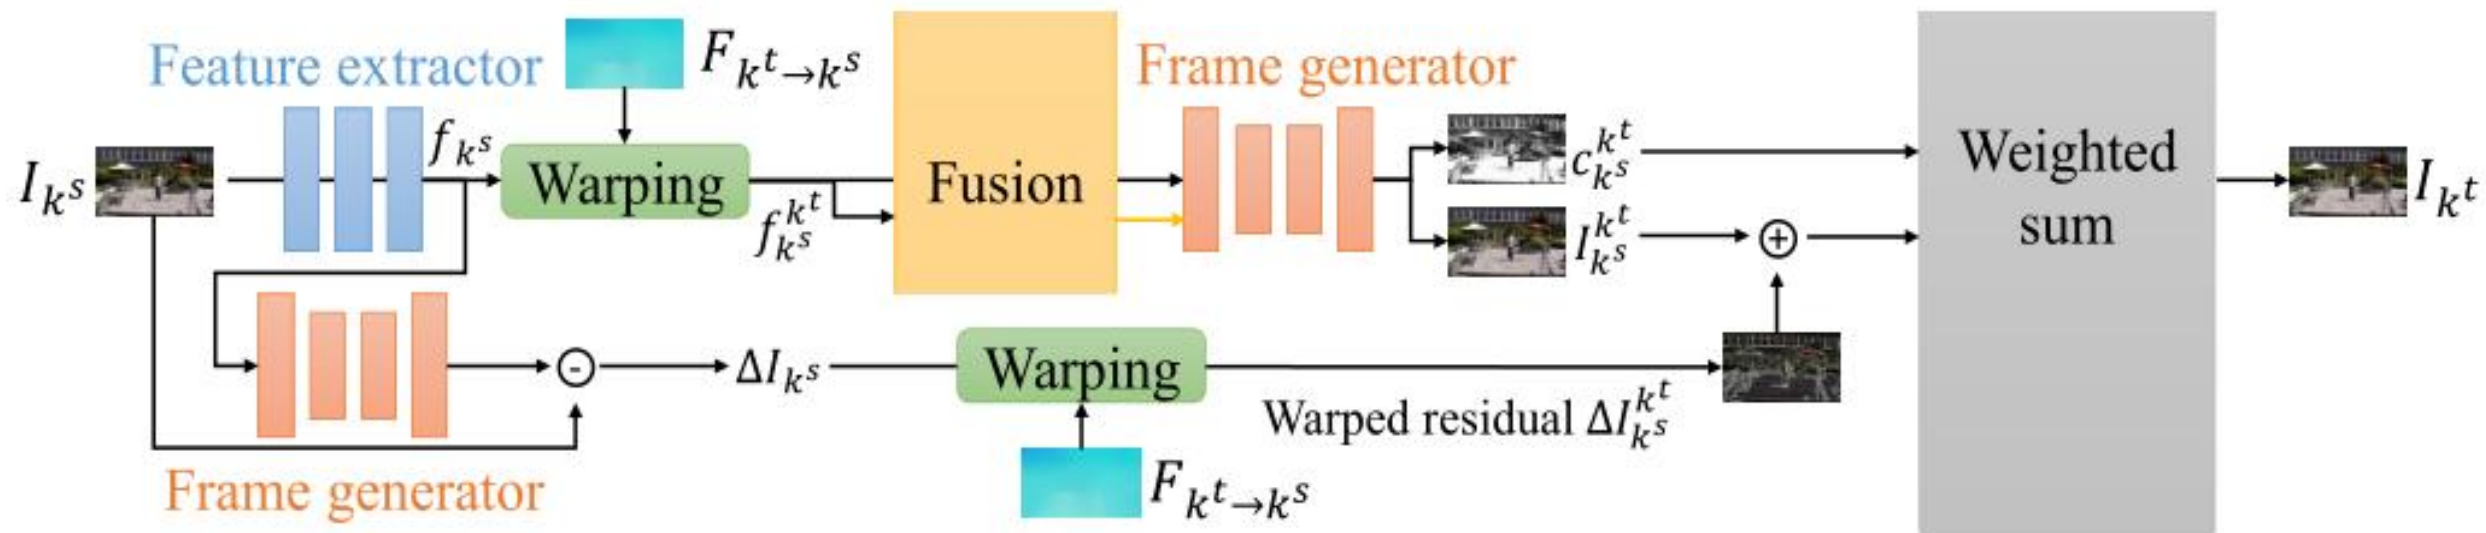 Feature extractor
F_{k^t→k^s}
Frame generator
I_{k^s}
f_{k^s}
Warping
f_{k^s}^{k^t}
Fusion
C_{k^s}^{k^t}
I_{k^s}^{k^t}
+
Weighted
sum
I_{k^t}
-
ΔI_{k^s}
Warping
Warped residual ΔI_{k^s}^{k^t}
Frame generator
F_{k^t→k^s}